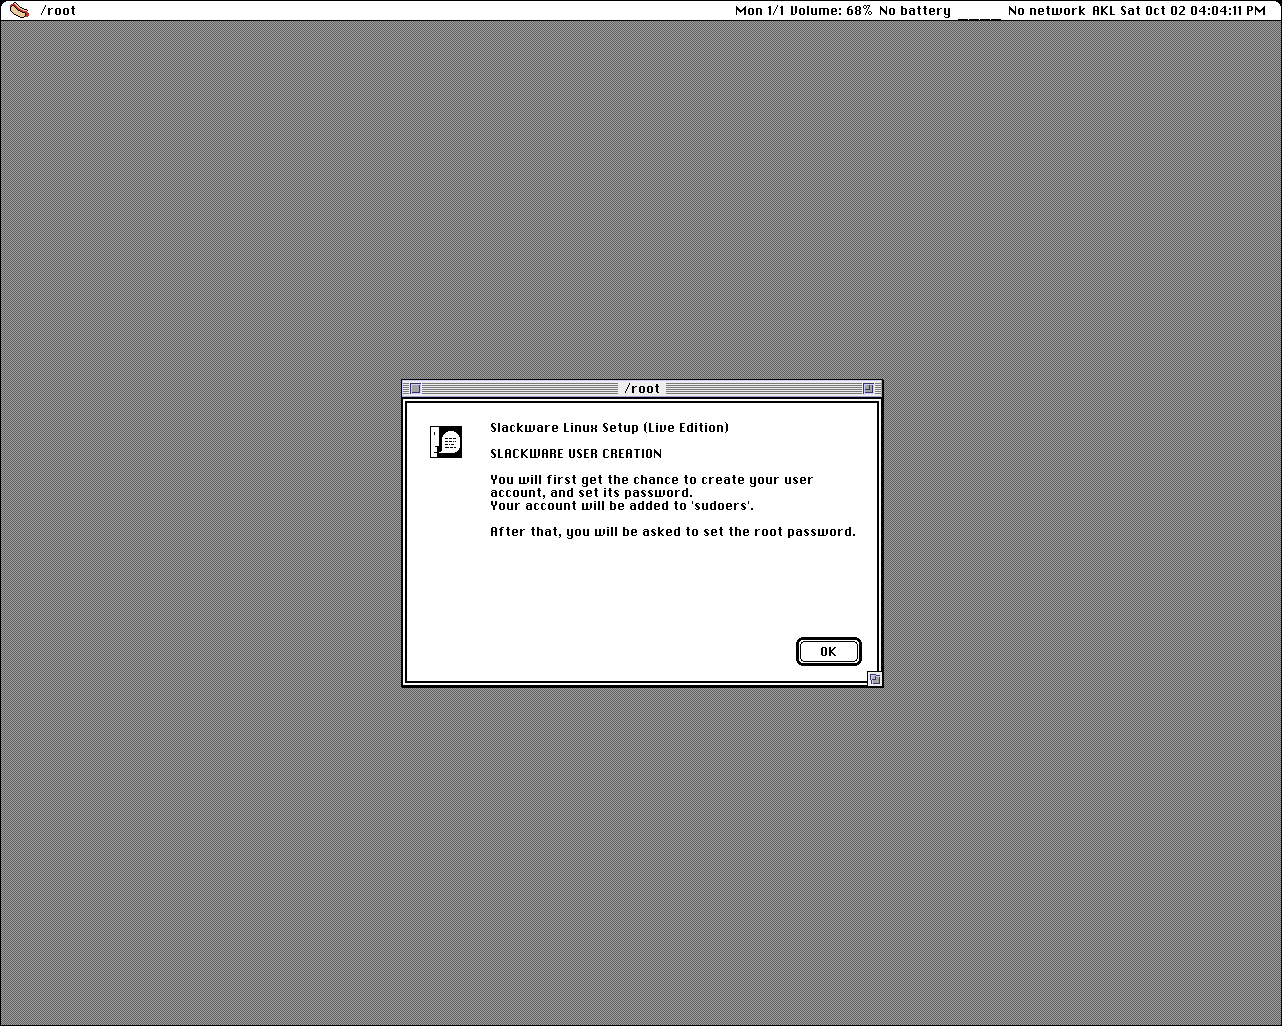 /root
Mon 1/1 Volume: 68% No battery ____ No network AKL Sat Oct 02 04:04:11 PM
/root
Slackware Linux Setup (Live Edition)
SLACKWARE USER CREATION
You will first get the chance to create your user
account, and set its password.
Your account will be added to 'sudoers'.
After that, you will be asked to set the root password.
OK